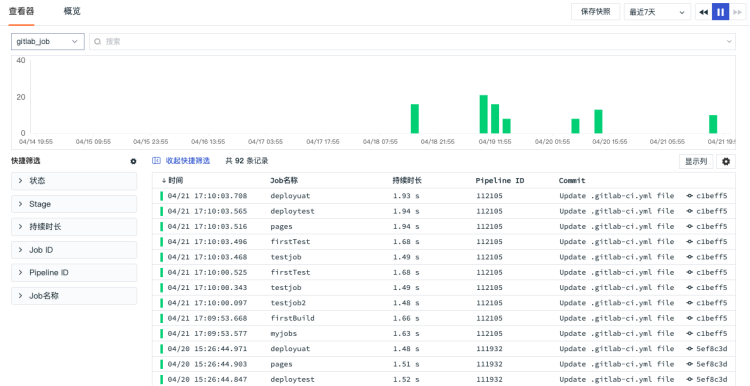 查看器 概览 保存快照 最近7天
gitlab_job 搜索
40
20
0
04/14 19:55 04/15 09:55 04/15 23:55 04/16 13:55 04/17 03:55 04/17 17:55 04/18 07:55 04/18 21:55 04/19 11:55 04/20 01:55 04/20 15:55 04/21 05:55 04/21 19:5
快捷筛选 收起快捷筛选 共 92 条记录 显示列
状态
Stage
持续时长
Job ID
Pipeline ID
Job名称
时间 Job名称 持续时长 Pipeline ID Commit
04/21 17:10:03.708 deployuat 1.93 s 112105 Update .gitlab-ci.yml file c1beff5
04/21 17:10:03.565 deploytest 1.94 s 112105 Update .gitlab-ci.yml file c1beff5
04/21 17:10:03.516 pages 1.94 s 112105 Update .gitlab-ci.yml file c1beff5
04/21 17:10:03.496 firstTest 1.68 s 112105 Update .gitlab-ci.yml file c1beff5
04/21 17:10:03.468 testjob 1.49 s 112105 Update .gitlab-ci.yml file c1beff5
04/21 17:10:00.525 firstTest 1.68 s 112105 Update .gitlab-ci.yml file c1beff5
04/21 17:10:00.343 testjob 1.49 s 112105 Update .gitlab-ci.yml file c1beff5
04/21 17:10:00.097 testjob2 1.48 s 112105 Update .gitlab-ci.yml file c1beff5
04/21 17:09:53.668 firstBuild 1.66 s 112105 Update .gitlab-ci.yml file c1beff5
04/21 17:09:53.577 myjobs 1.63 s 112105 Update .gitlab-ci.yml file c1beff5
04/20 15:26:44.971 deployuat 1.48 s 111932 Update .gitlab-ci.yml file 5ef8c3d
04/20 15:26:44.903 pages 1.51 s 111932 Update .gitlab-ci.yml file 5ef8c3d
04/20 15:26:44.847 deploytest 1.52 s 111932 Update .gitlab-ci.yml file 5ef8c3d